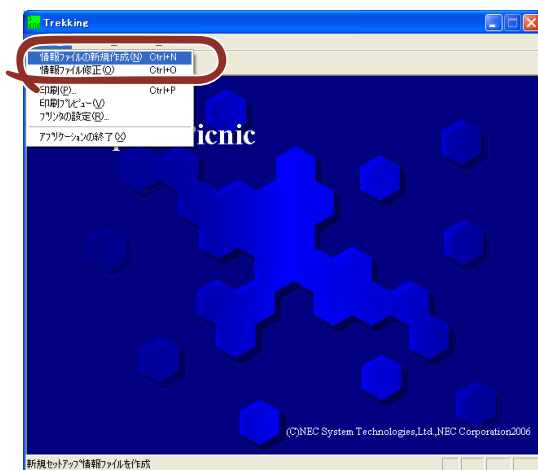 Trekking
情報ファイルの新規作成(N) Ctrl+N
情報ファイル修正(O) Ctrl+O
印刷(P)... Ctrl+P
印刷プレビュー(V)
プリンタの設定(R)...
アプリケーションの終了(X)
icnic
(C)NEC System Technologies,Ltd.,NEC Corporation2006
新規セットアップ情報ファイルを作成